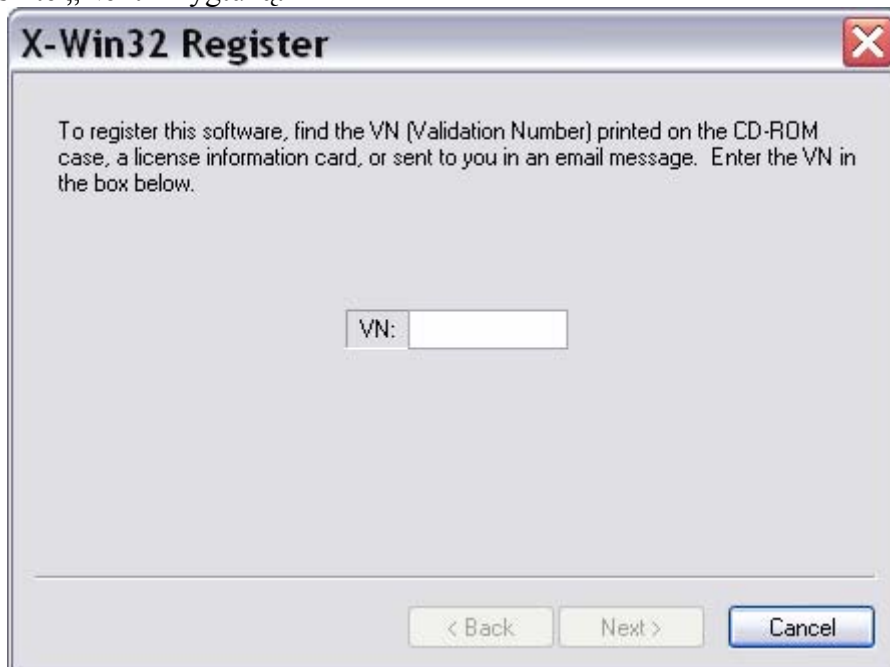 X-Win32 Register
To register this software, find the VN (Validation Number) printed on the CD-ROM
case, a license information card, or sent to you in an email message. Enter the VN in
the box below.
VN:
< Back
Next >
Cancel